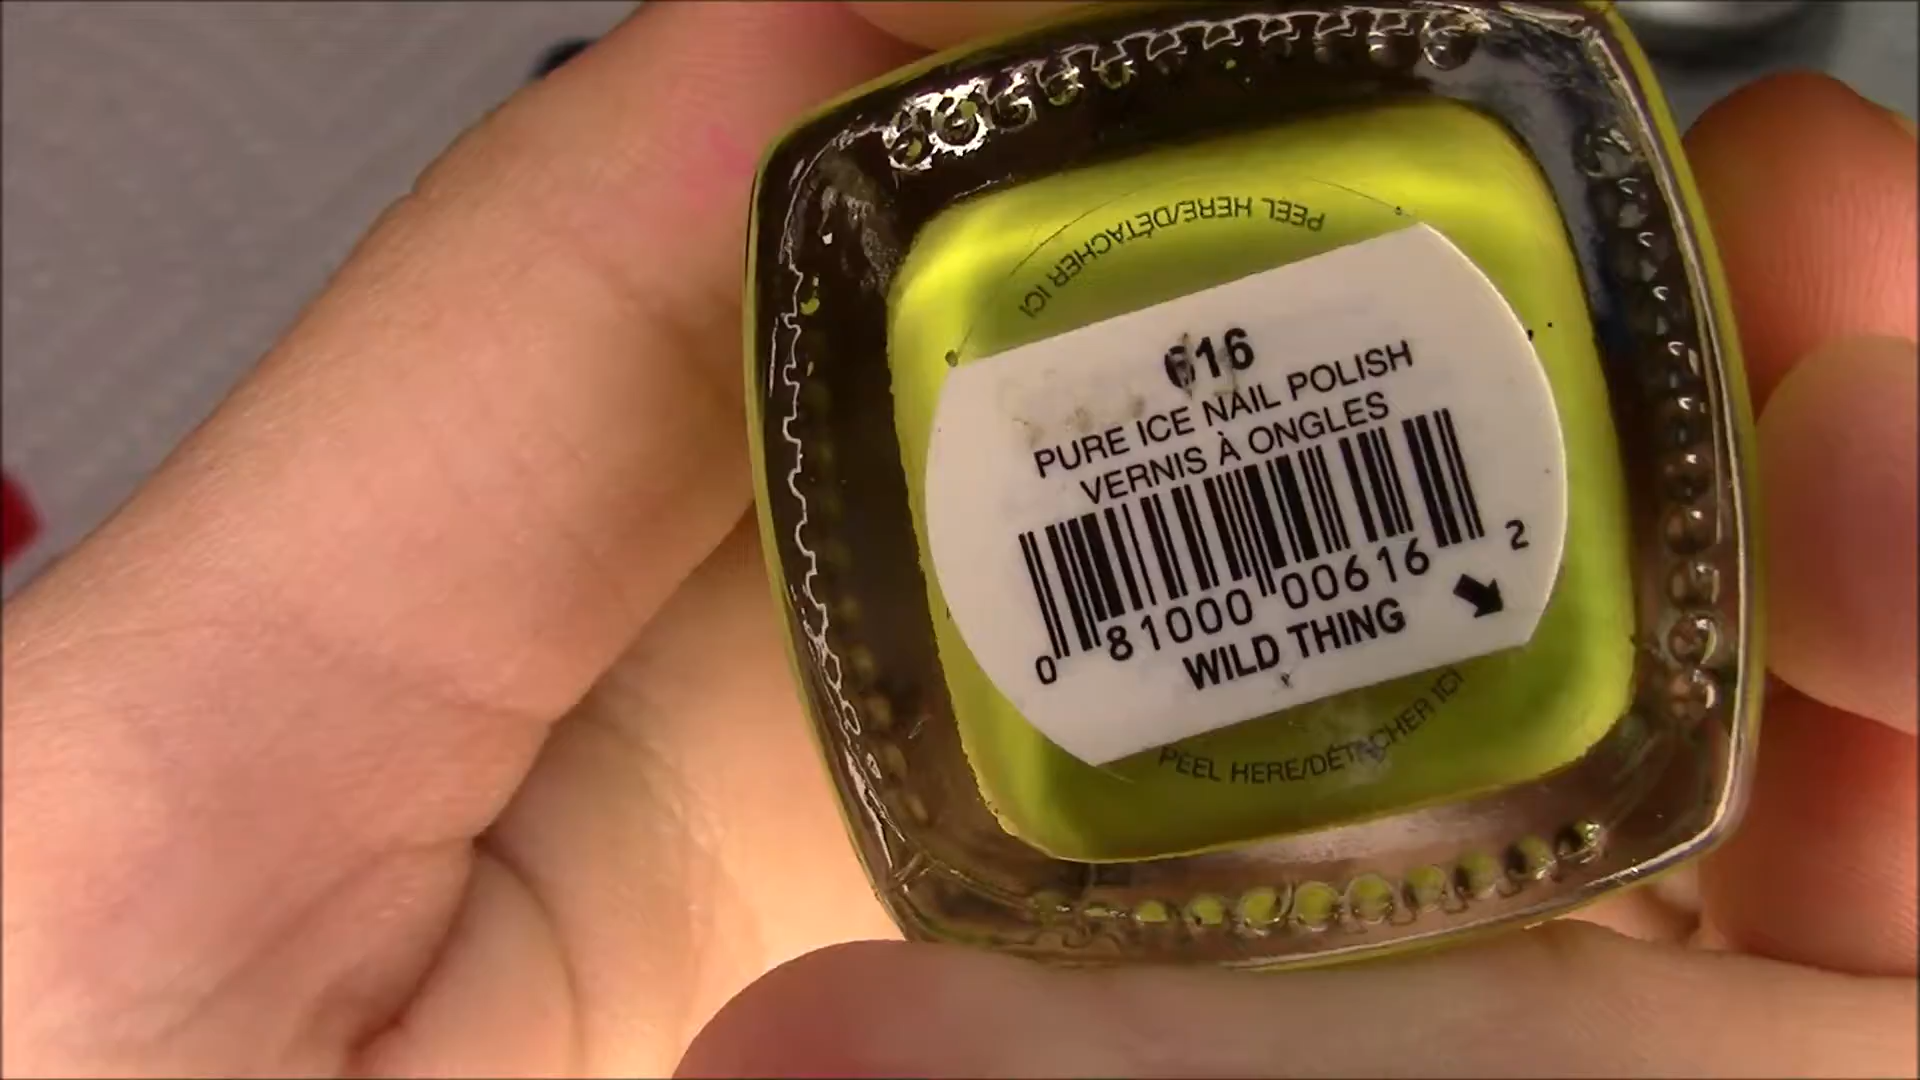 PEEL HERE/DÉTACHER ICI
616
PURE ICE NAIL POLISH
VERNIS À ONGLES
0 81000 00616 2
WILD THING
PEEL HERE/DÉTACHER ICI